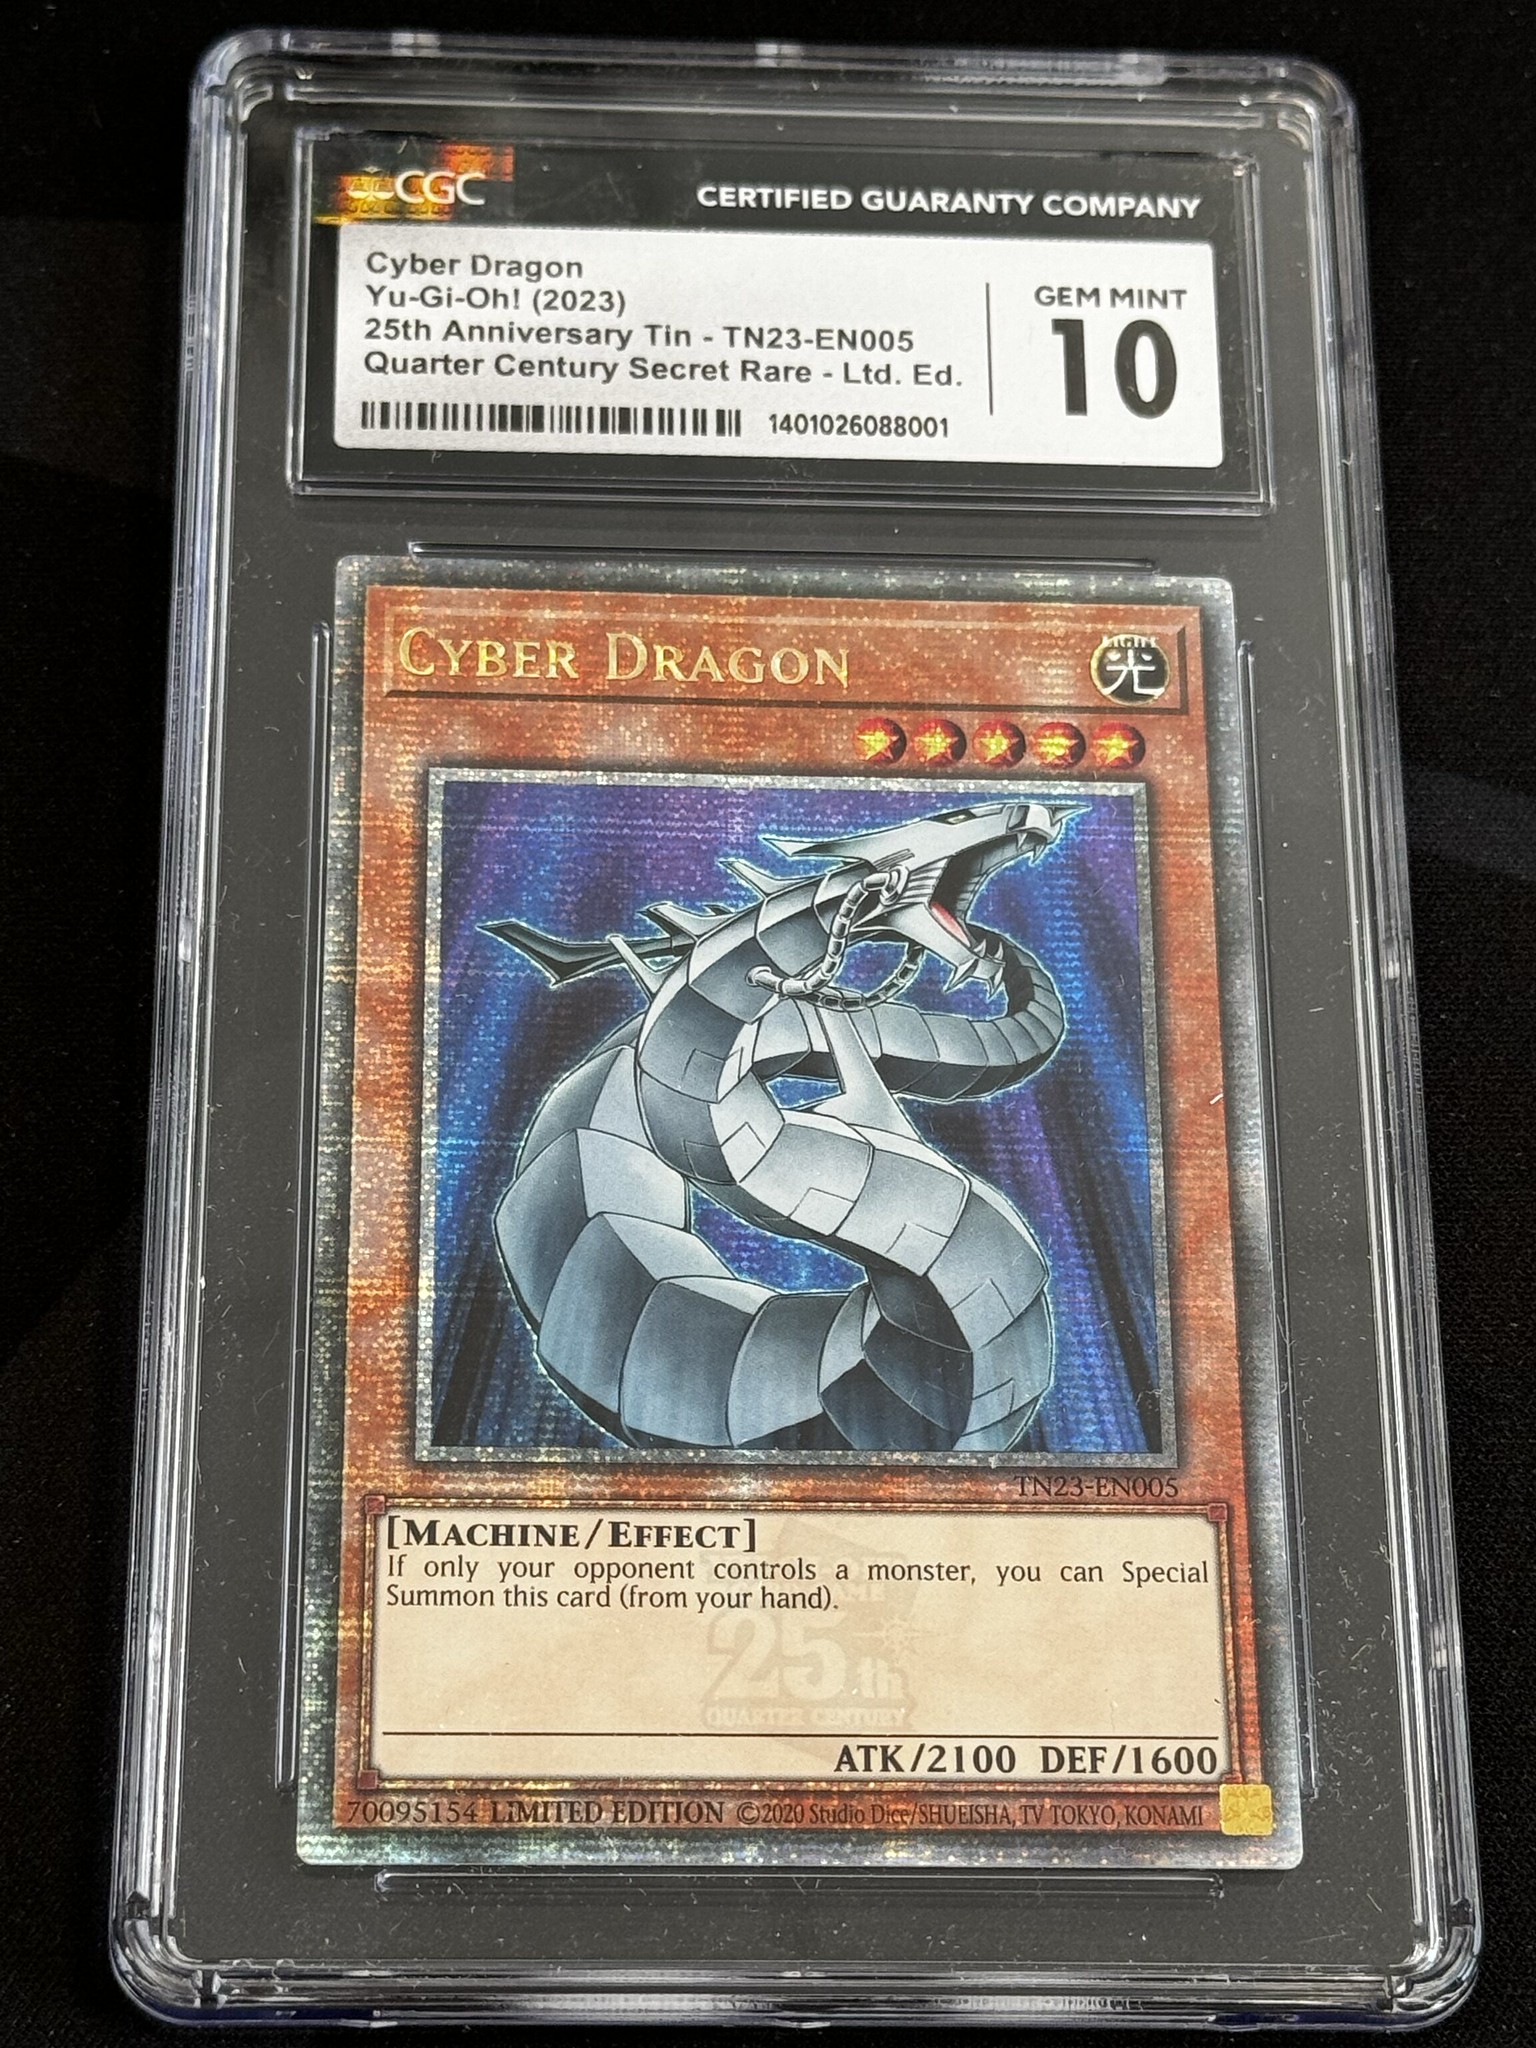 CGC
CERTIFIED GUARANTY COMPANY
Cyber Dragon
Yu-Gi-Oh! (2023)
25th Anniversary Tin - TN23-EN005
Quarter Century Secret Rare - Ltd. Ed.
1401026088001
GEM MINT
10
CYBER DRAGON
LIGHT
光
TN23-EN005
[MACHINE/EFFECT]
If only your opponent controls a monster, you can Special
Summon this card (from your hand).
25th
QUARTER CENTURY
ATK/2100 DEF/1600
70095154 LIMITED EDITION ©2020 Studio Dice/SHUEISHA, TV TOKYO, KONAMI